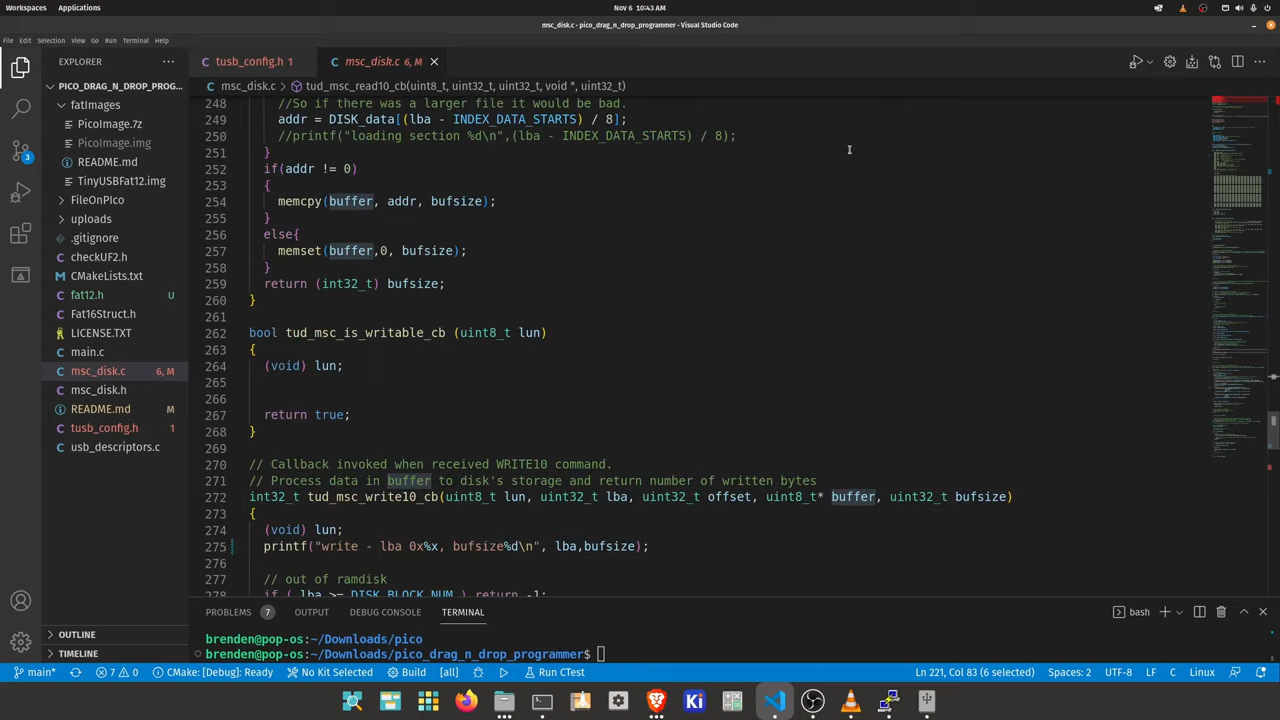 Workspaces Applications Nov 6 10:43 AM
msc_disk.c - pico_drag_n_drop_programmer - Visual Studio Code
File Edit Selection View Go Run Terminal Help
EXPLORER
tusb_config.h 1
msc_disk.c 6, M
PICO_DRAG_N_DROP_PROG...
msc_disk.c > tud_msc_read10_cb(uint8_t, uint32_t, uint32_t, void *, uint32_t)
fatImages
PicoImage.7z
PicoImage.img
README.md
TinyUSBFat12.img
FileOnPIco
uploads
.gitignore
checkUF2.h
CMakeLists.txt
fat12.h U
Fat16Struct.h
LICENSE.TXT
main.c
msc_disk.c 6, M
msc_disk.h
README.md M
tusb_config.h 1
usb_descriptors.c
OUTLINE
TIMELINE
3
248 //So if there was a larger file it would be bad.
249 addr = DISK_data[(lba - INDEX_DATA_STARTS) / 8];
250 //printf("loading section %d\n",(lba - INDEX_DATA_STARTS) / 8);
251 }
252 if(addr != 0)
253 {
254 memcpy(buffer, addr, bufsize);
255 }
256 else{
257 memset(buffer,0, bufsize);
258 }
259 return (int32_t) bufsize;
260 }
261
262 bool tud_msc_is_writable_cb (uint8_t lun)
263 {
264 (void) lun;
265
266
267 return true;
268 }
269
270 // Callback invoked when received WRITE10 command.
271 // Process data in buffer to disk's storage and return number of written bytes
272 int32_t tud_msc_write10_cb(uint8_t lun, uint32_t lba, uint32_t offset, uint8_t* buffer, uint32_t bufsize)
273 {
274 (void) lun;
275 printf("write - lba 0x%x, bufsize%d\n", lba,bufsize);
276
277 // out of ramdisk
278 if ( lba >= DISK_BLOCK_NUM ) return -1;
PROBLEMS 7 OUTPUT DEBUG CONSOLE TERMINAL bash
brenden@pop-os:~/Downloads/pico
brenden@pop-os:~/Downloads/pico_drag_n_drop_programmer$
main* 7 0 CMake: [Debug]: Ready No Kit Selected Build [all] Run CTest Ln 221, Col 83 (6 selected) Spaces: 2 UTF-8 LF C Linux
Ki